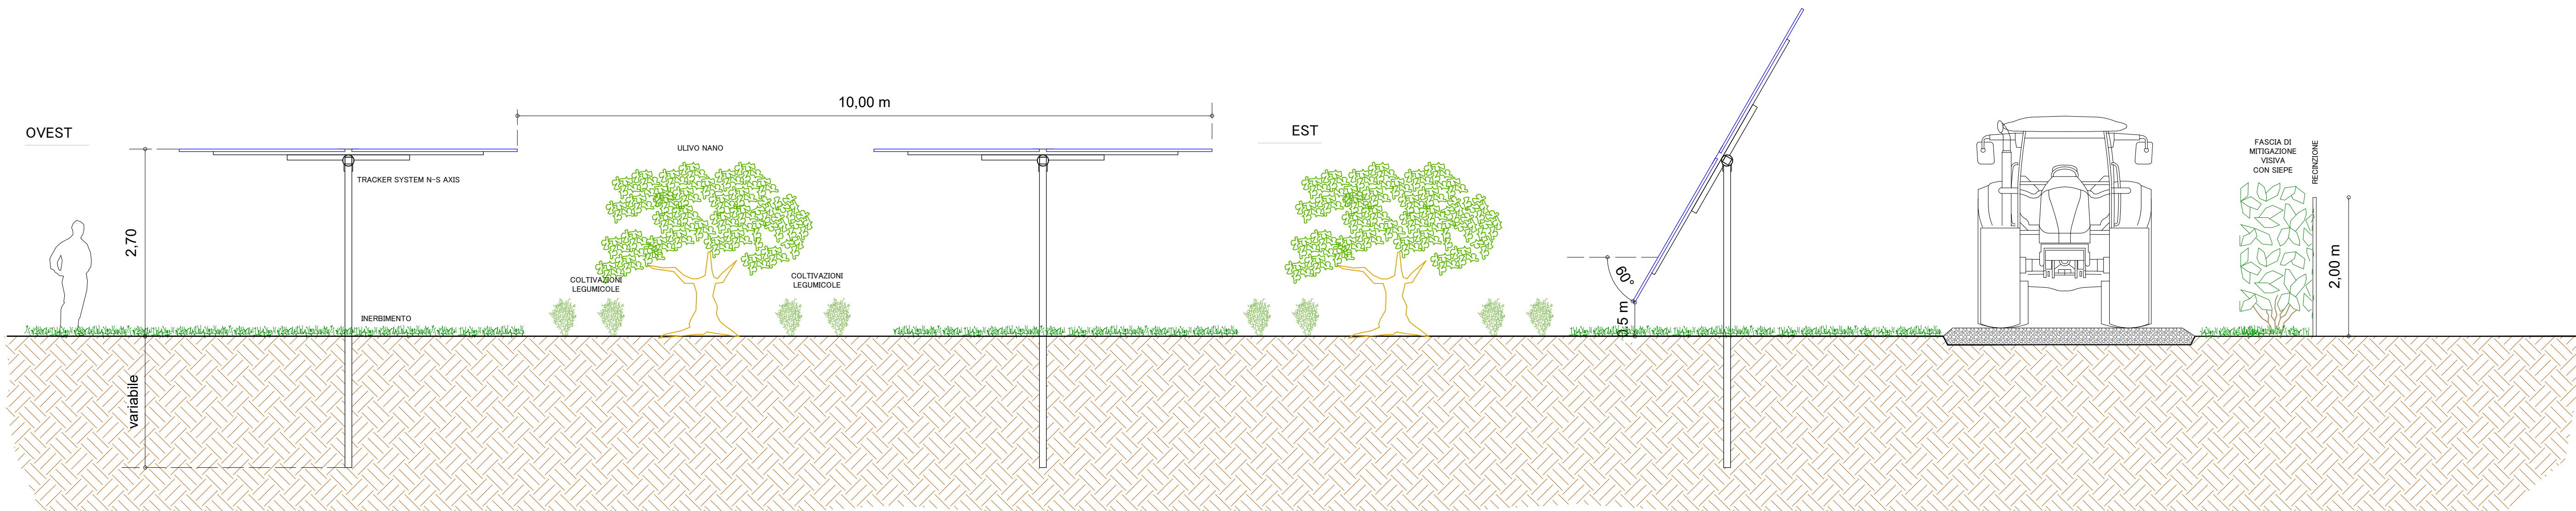 OVEST
2,70
variabile
TRACKER SYSTEM N-S AXIS
INERBIMENTO
10,00 m
ULIVO NANO
COLTIVAZIONI
LEGUMICOLE
COLTIVAZIONI
LEGUMICOLE
EST
60°
0.5 m
FASCIA DI
MITIGAZIONE
VISIVA
CON SIEPE
RECINZIONE
2,00 m